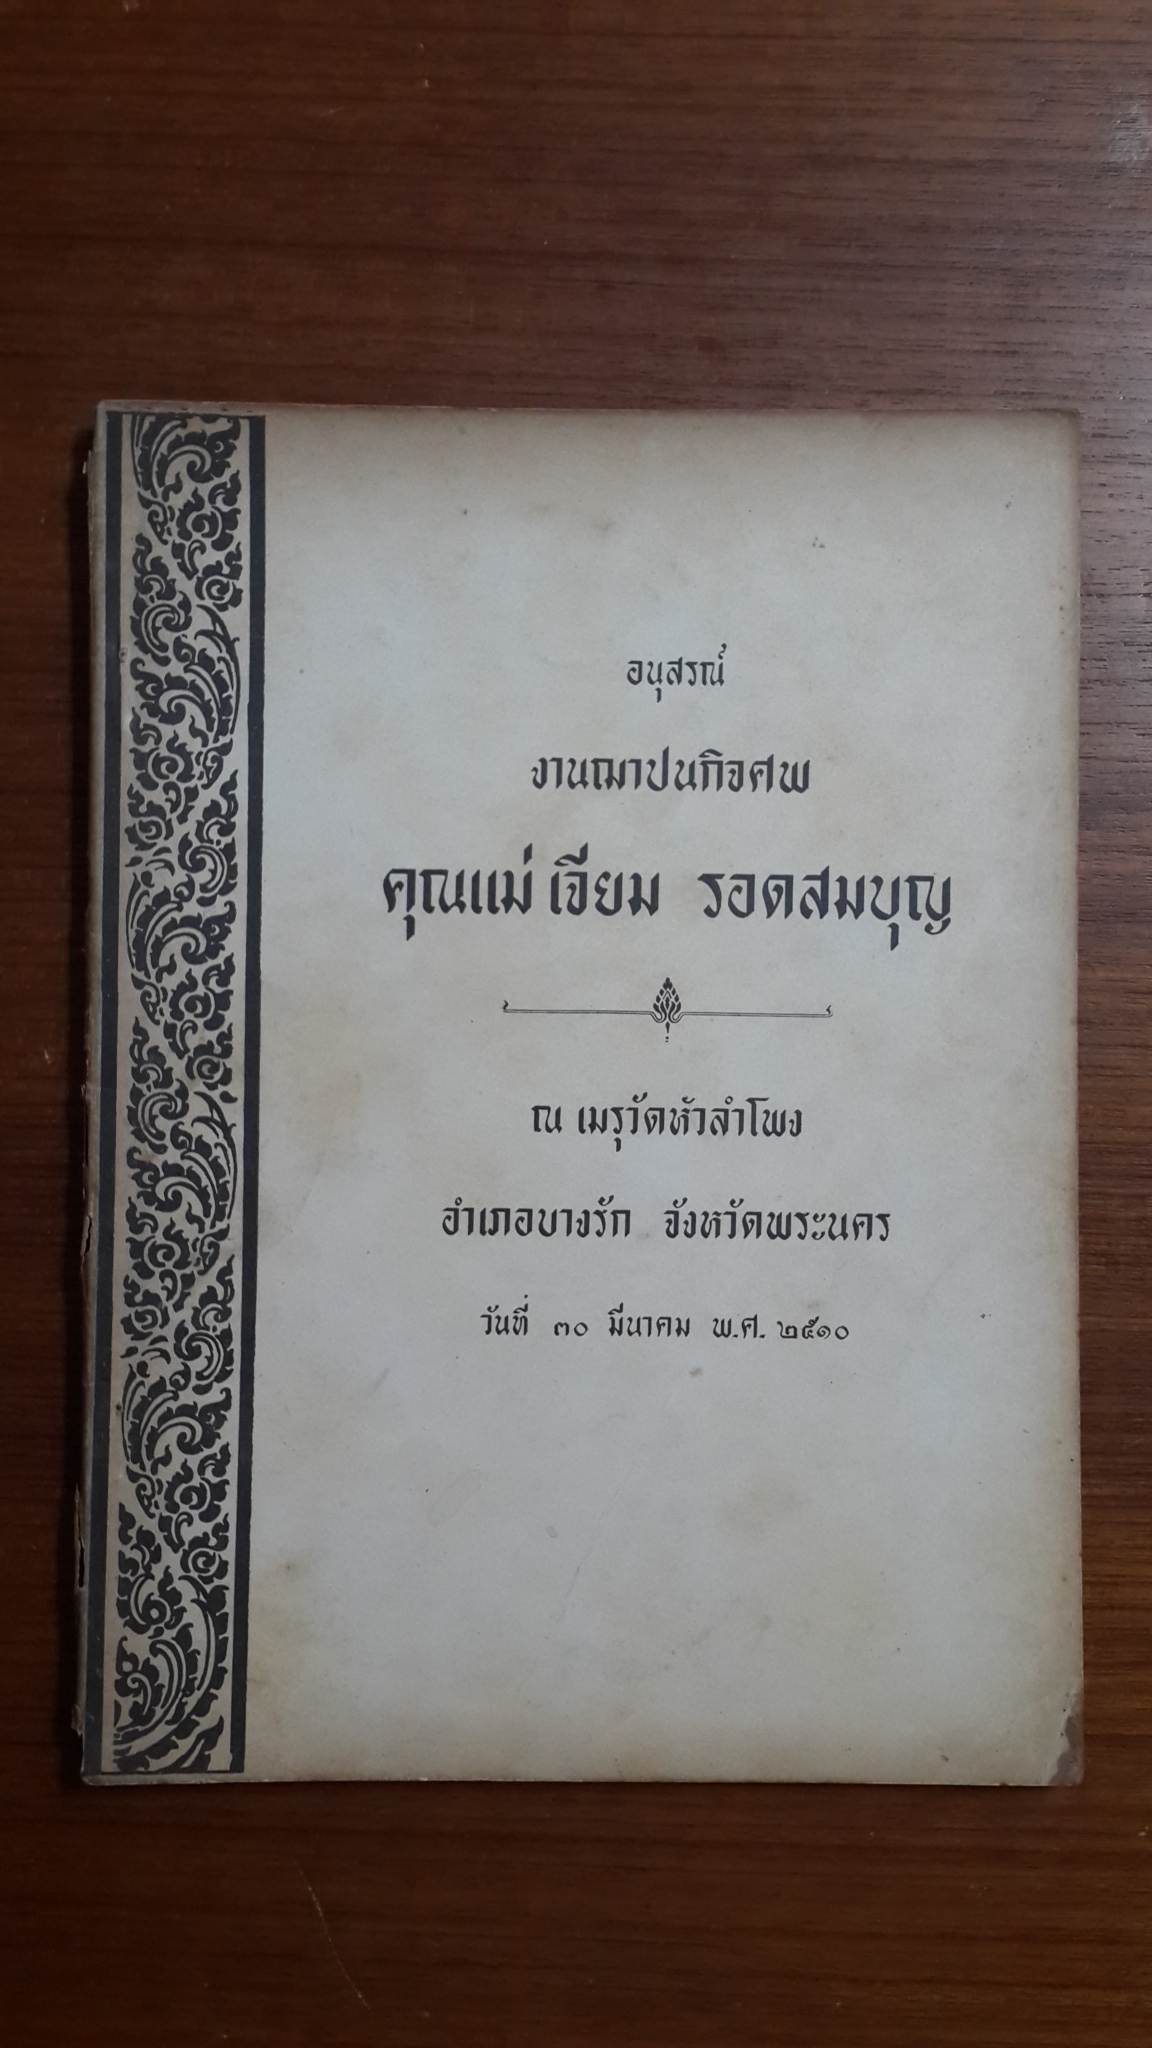 อนุสรณ์
งานฌาปนกิจศพ
คุณแม่ เจียม รอดสมบุญ
ณ เมรุวัดหัวลำโพง
อำเภอบางรัก จังหวัดพระนคร
วันที่ ๓๐ มีนาคม พ.ศ. ๒๕๑๐